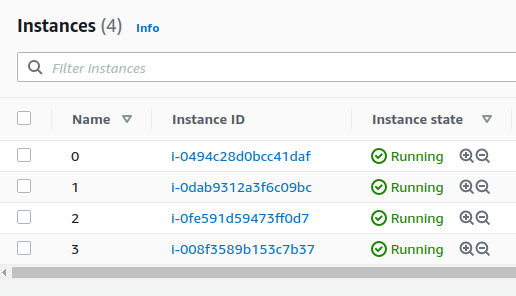 Instances (4) Info
Filter instances
Name Instance ID Instance state
0 i-0494c28d0bcc41daf Running
1 i-0dab9312a3f6c09bc Running
2 i-0fe591d59473ff0d7 Running
3 i-008f3589b153c7b37 Running